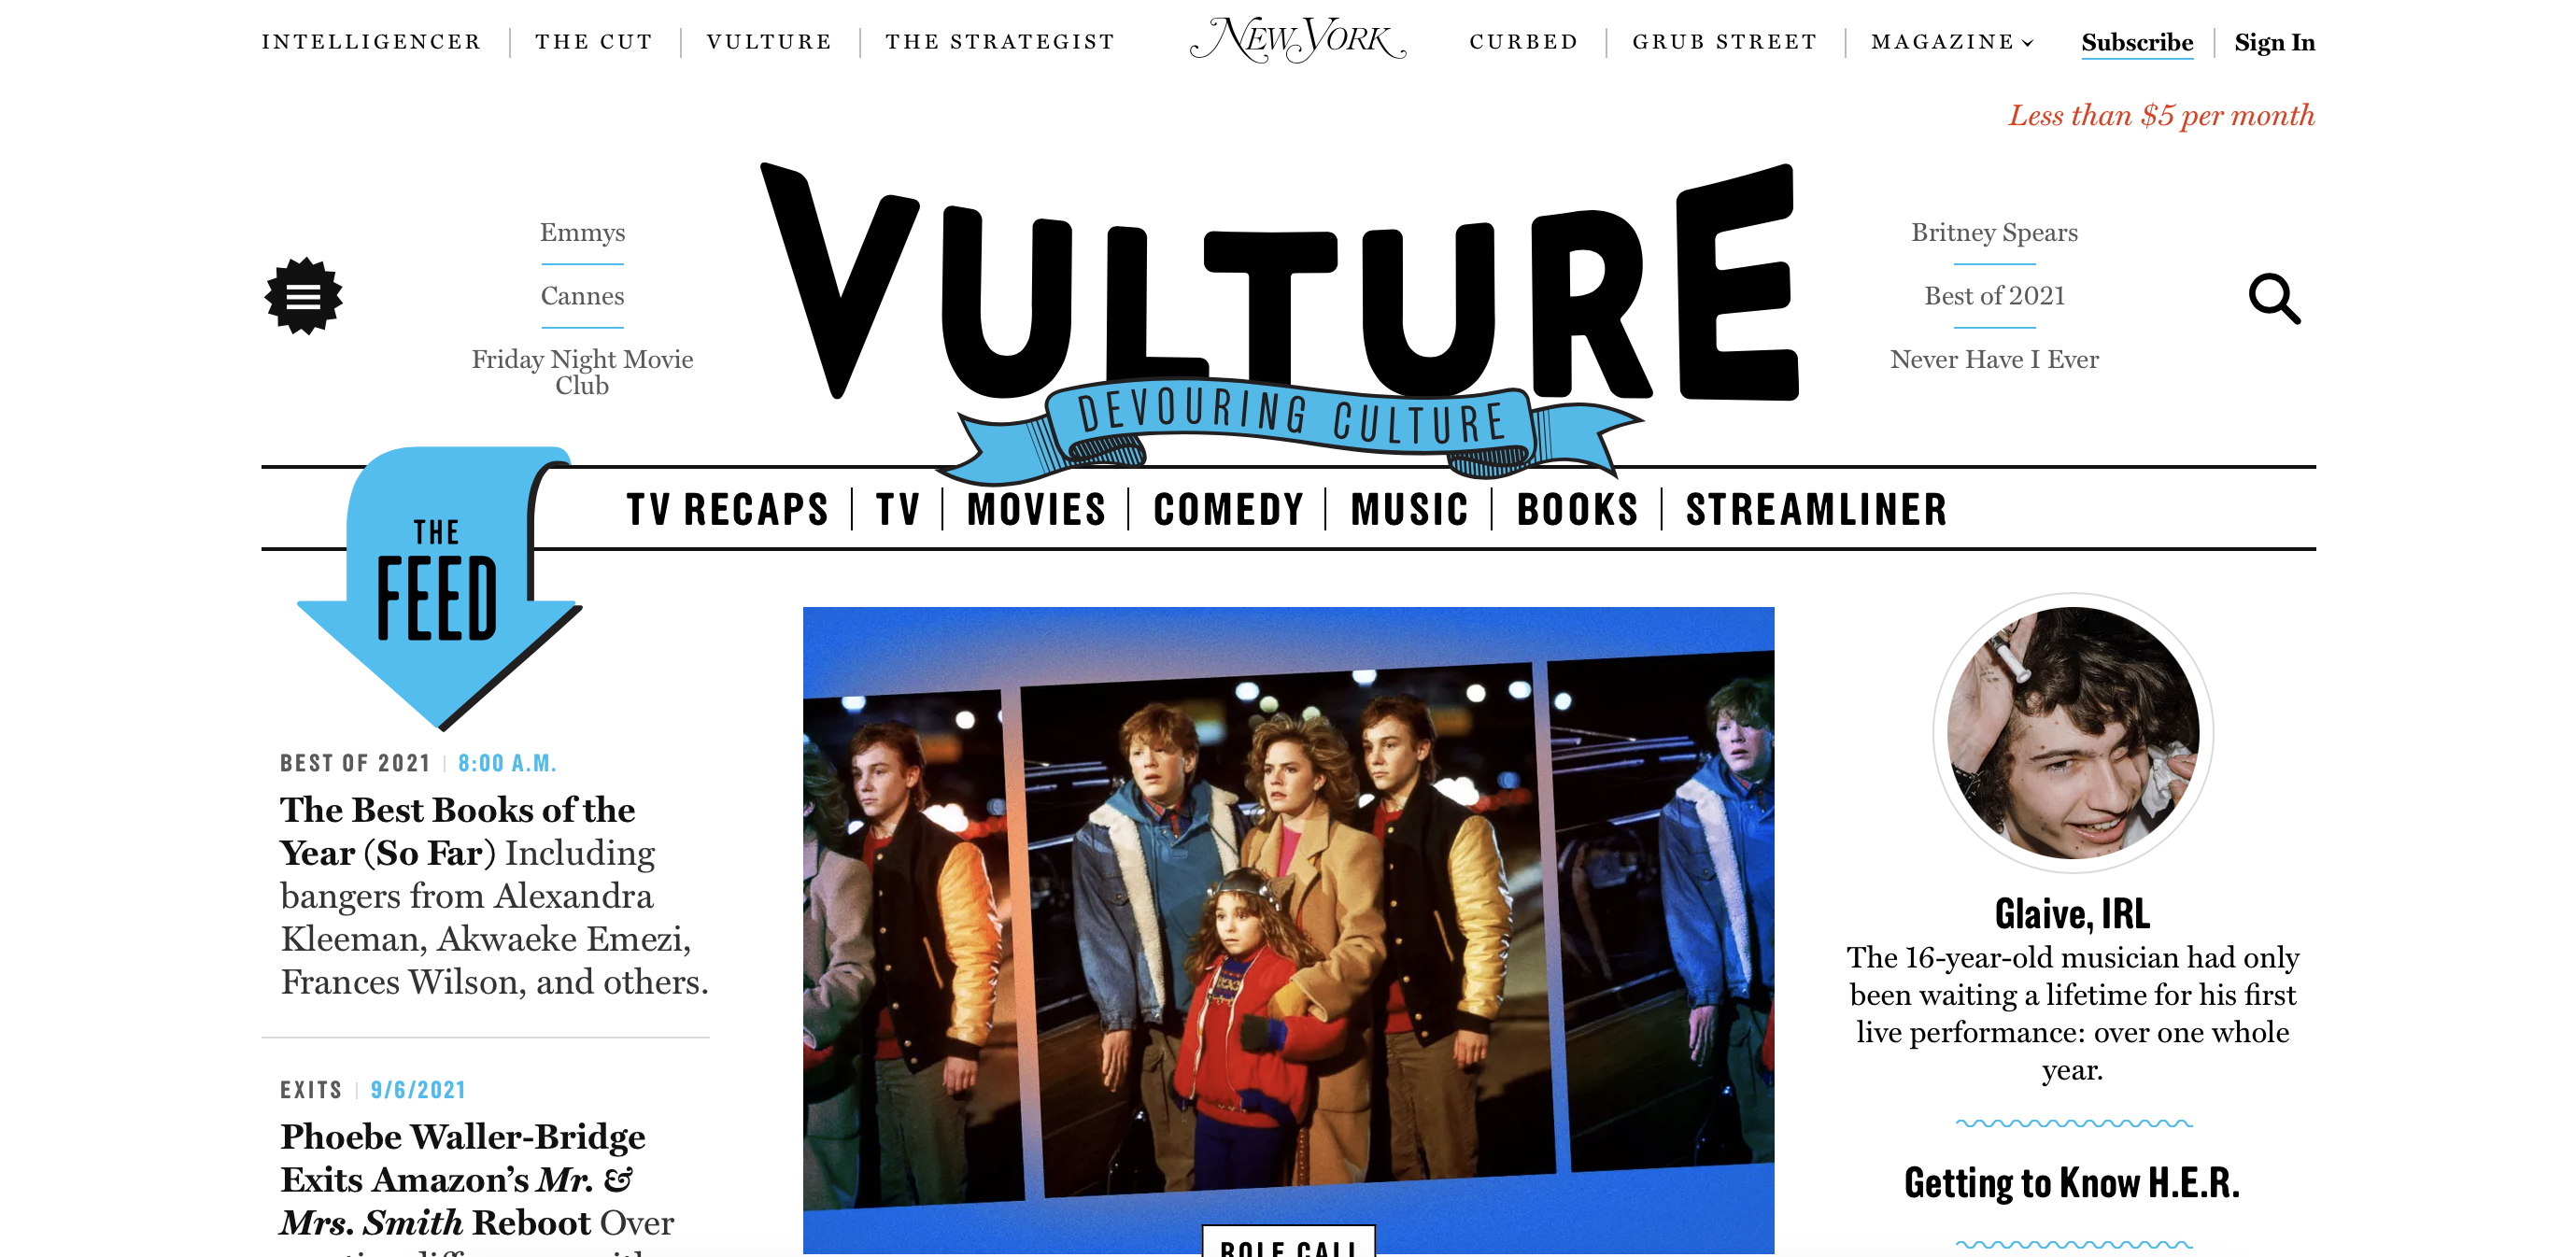 INTELLIGENCER
THE CUT
VULTURE
THE STRATEGIST
NEW YORK
CURBED
GRUB STREET
MAGAZINE
Subscribe
Sign In
Less than $5 per month
Emmys
Cannes
Friday Night Movie
Club
VULTURE
DEVOURING CULTURE
Britney Spears
Best of 2021
Never Have I Ever
THE
FEED
TV RECAPS
TV
MOVIES
COMEDY
MUSIC
BOOKS
STREAMLINER
BEST OF 2021 | 8:00 A.M.
The Best Books of the
Year (So Far) Including
bangers from Alexandra
Kleeman, Akwaeke Emezi,
Frances Wilson, and others.
EXITS | 9/6/2021
Phoebe Waller-Bridge
Exits Amazon’s Mr. &
Mrs. Smith Reboot Over
ROLE CALL
Glaive, IRL
The 16-year-old musician had only
been waiting a lifetime for his first
live performance: over one whole
year.
Getting to Know H.E.R.